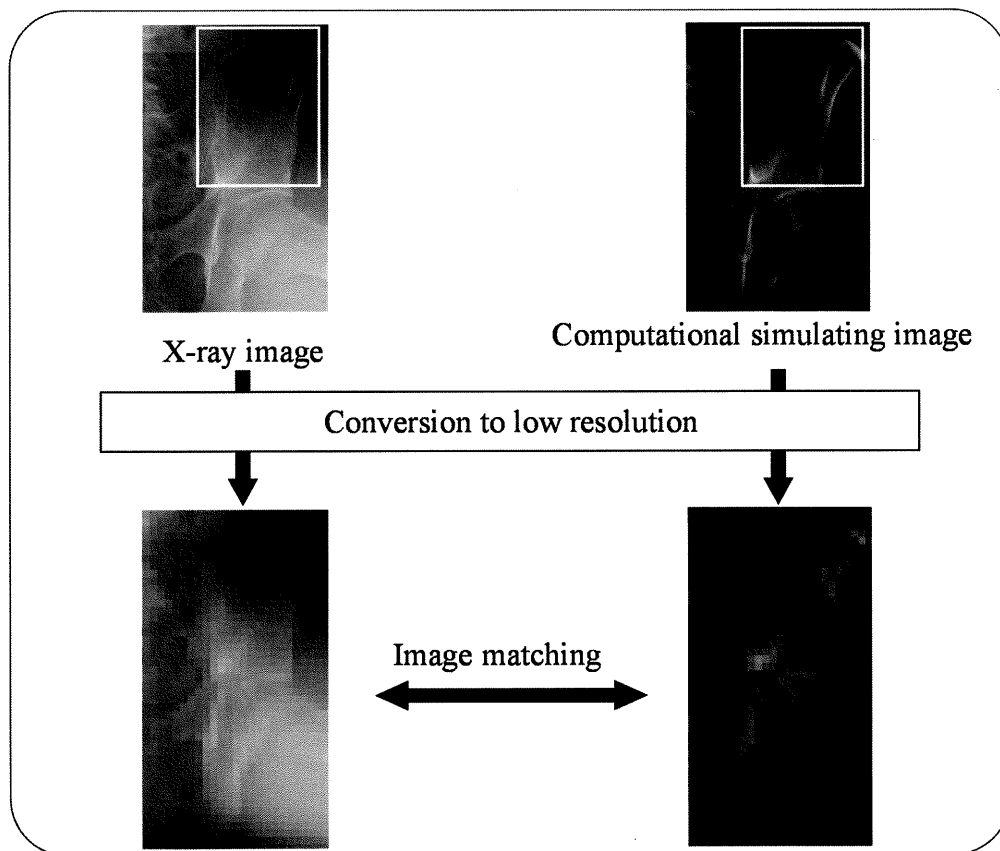 X-ray image
Computational simulating image
Conversion to low resolution
Image matching